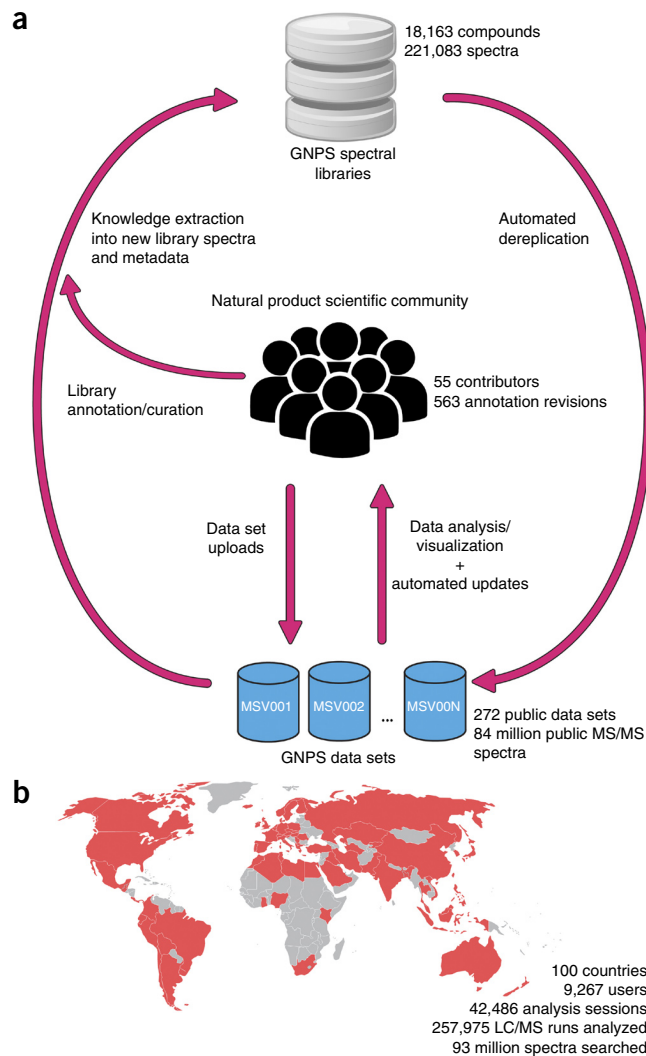 a
18,163 compounds
221,083 spectra
GNPS spectral
libraries
Knowledge extraction
into new library spectra
and metadata
Automated
dereplication
Natural product scientific community
Library
annotation/curation
55 contributors
563 annotation revisions
Data set
uploads
Data analysis/
visualization
+
automated updates
MSV001
MSV002
...
MSV00N
GNPS data sets
272 public data sets
84 million public MS/MS
spectra
b
100 countries
9,267 users
42,486 analysis sessions
257,975 LC/MS runs analyzed
93 million spectra searched